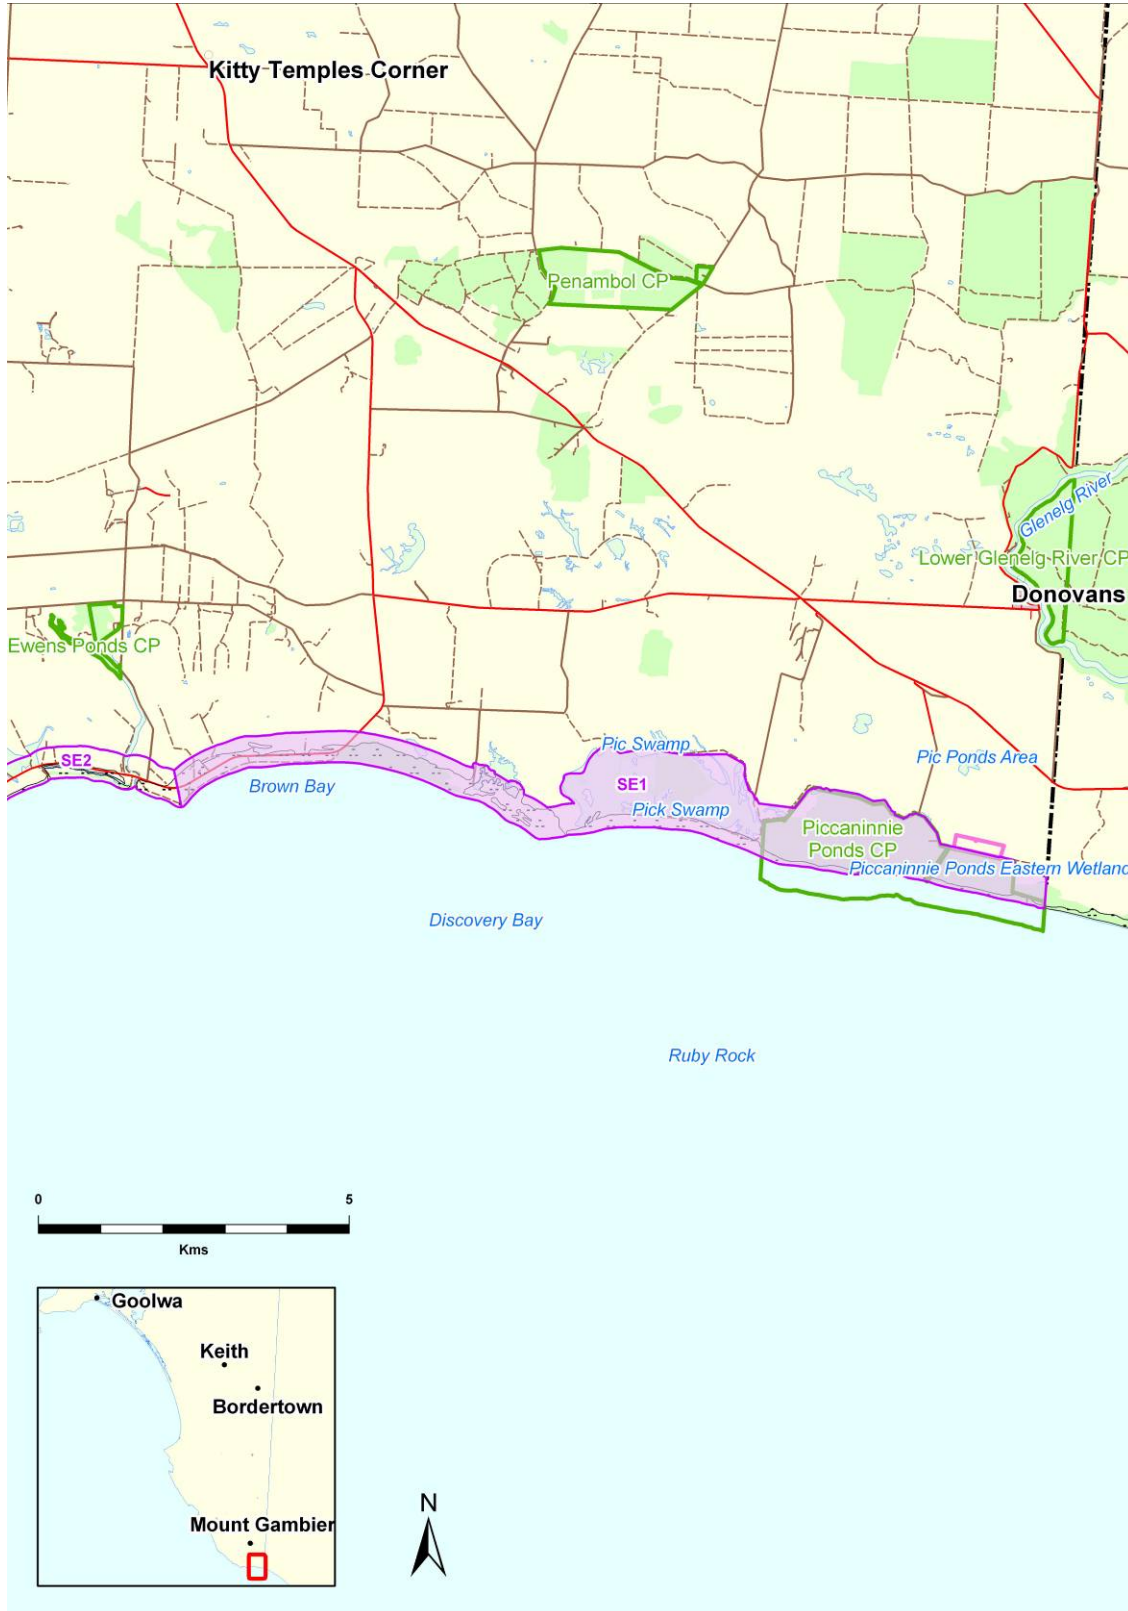 Kitty Temples Corner
Penambol CP
Glenelg River
Lower Glenelg River CP
Donovans
Ewens Ponds CP
SE2
Brown Bay
Pic Swamp
SE1
Pick Swamp
Pic Ponds Area
Piccaninnie
Ponds CP
Piccaninnie Ponds Eastern Wetland
Discovery Bay
Ruby Rock
0 5
Kms
Goolwa
Keith
Bordertown
Mount Gambier
N